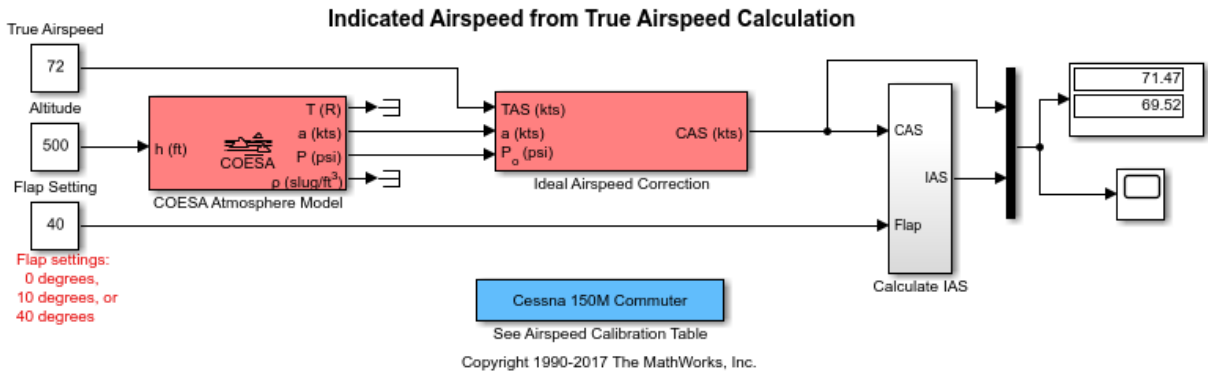 Indicated Airspeed from True Airspeed Calculation
True Airspeed
72
Altitude
500
Flap Setting
40
Flap settings:
0 degrees,
10 degrees, or
40 degrees
h (ft)
COESA
T (R)
a (kts)
P (psi)
ρ (slug/ft³)
COESA Atmosphere Model
TAS (kts)
a (kts)
Pₒ (psi)
CAS (kts)
Ideal Airspeed Correction
CAS
IAS
Flap
Calculate IAS
71.47
69.52
Cessna 150M Commuter
See Airspeed Calibration Table
Copyright 1990-2017 The MathWorks, Inc.